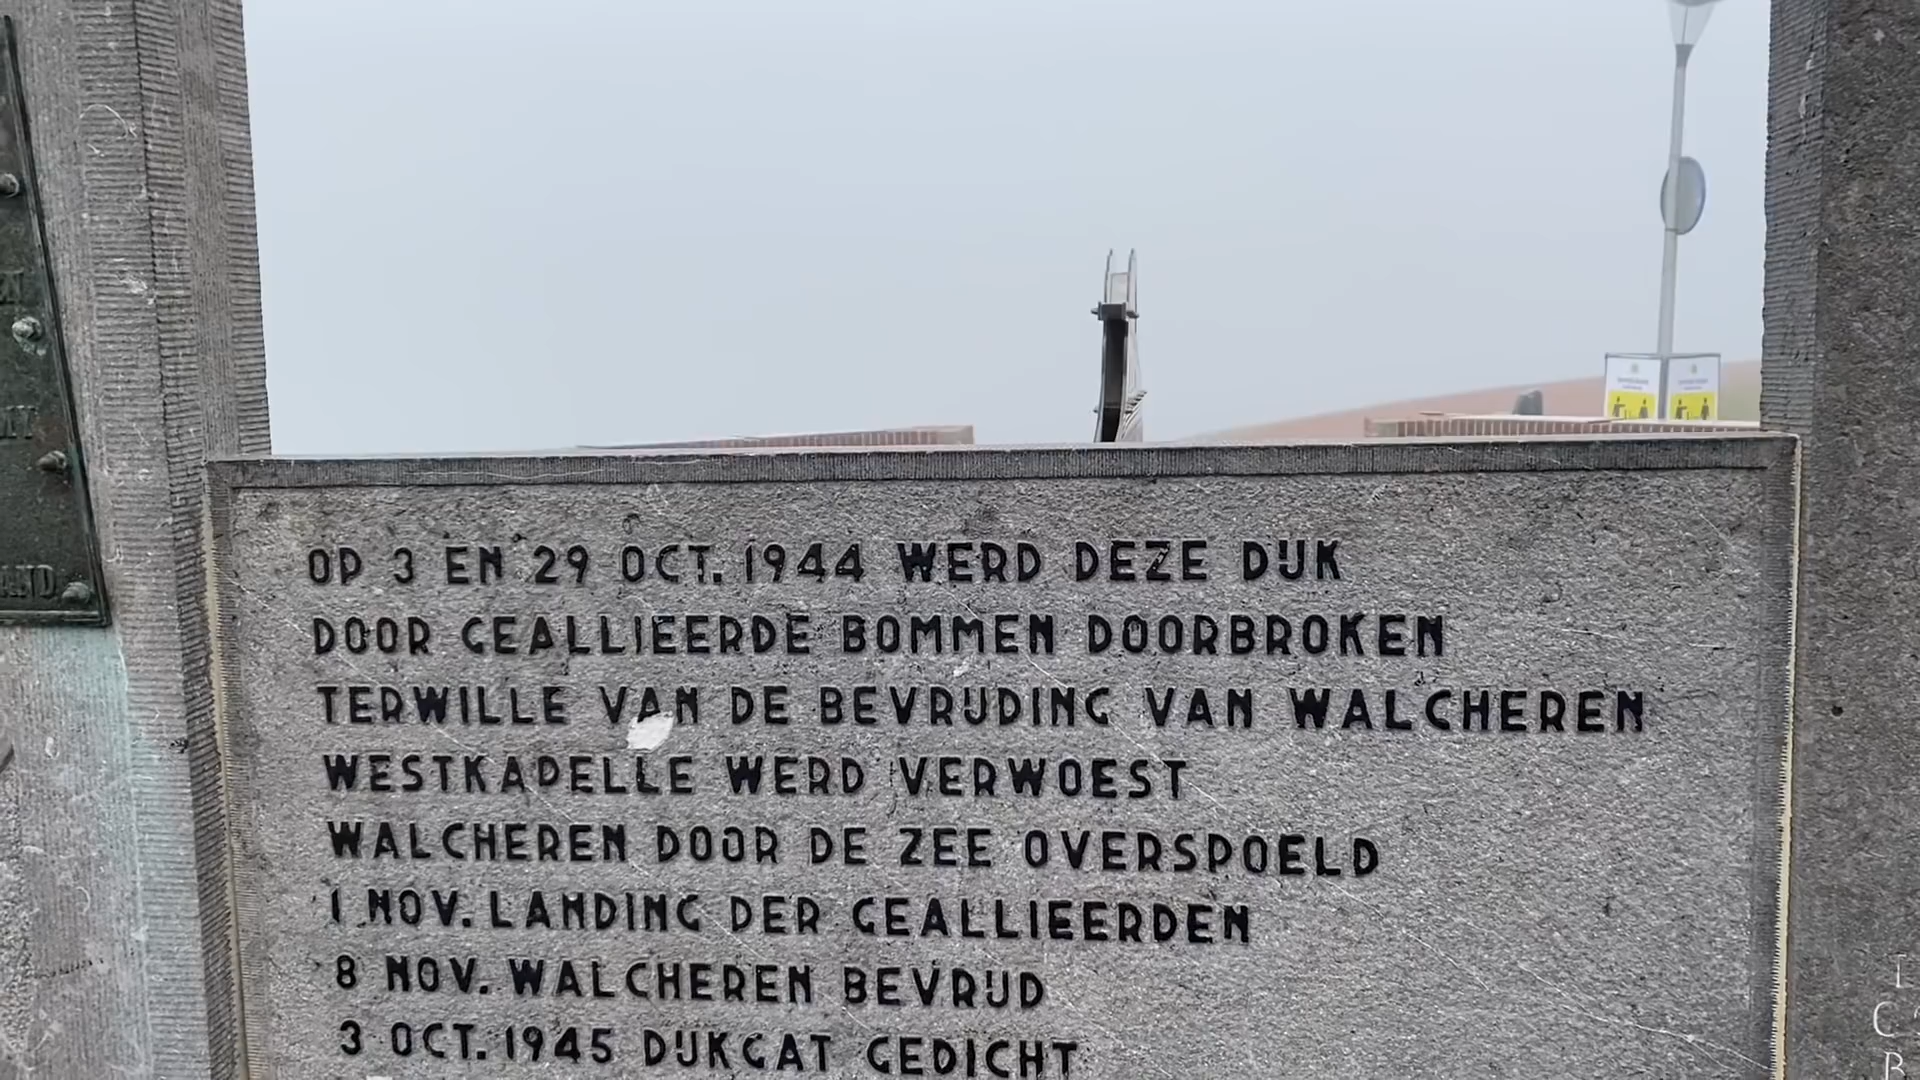 OP 3 EN 29 OCT. 1944 WERD DEZE DIJK
DOOR GEALLIEERDE BOMMEN DOORBROKEN
TERWILLE VAN DE BEVRIJDING VAN WALCHEREN
WESTKAPELLE WERD VERWOEST
WALCHEREN DOOR DE ZEE OVERSPOELD
1 NOV. LANDING DER GEALLIEERDEN
8 NOV. WALCHEREN BEVRIJD
3 OCT. 1945 DIJKGAT GEDICHT